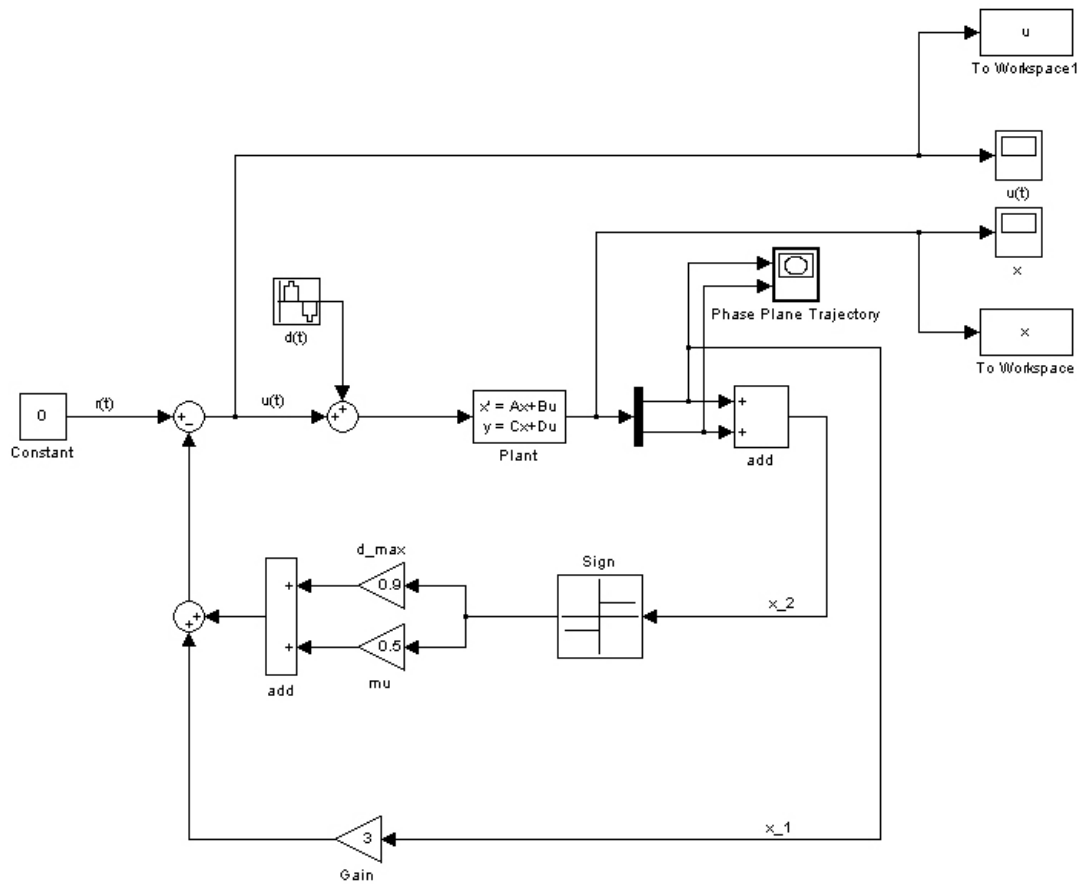 u
To Workspace1
u(t)
x
d(t)
Phase Plane Trajectory
x
To Workspace
0
r(t)
+
−
u(t)
+
+
x' = Ax+Bu
y = Cx+Du
+
+
Constant
Plant
add
d_max
Sign
0.9
+
x_2
+
+
0.5
+
mu
add
x_1
3
Gain